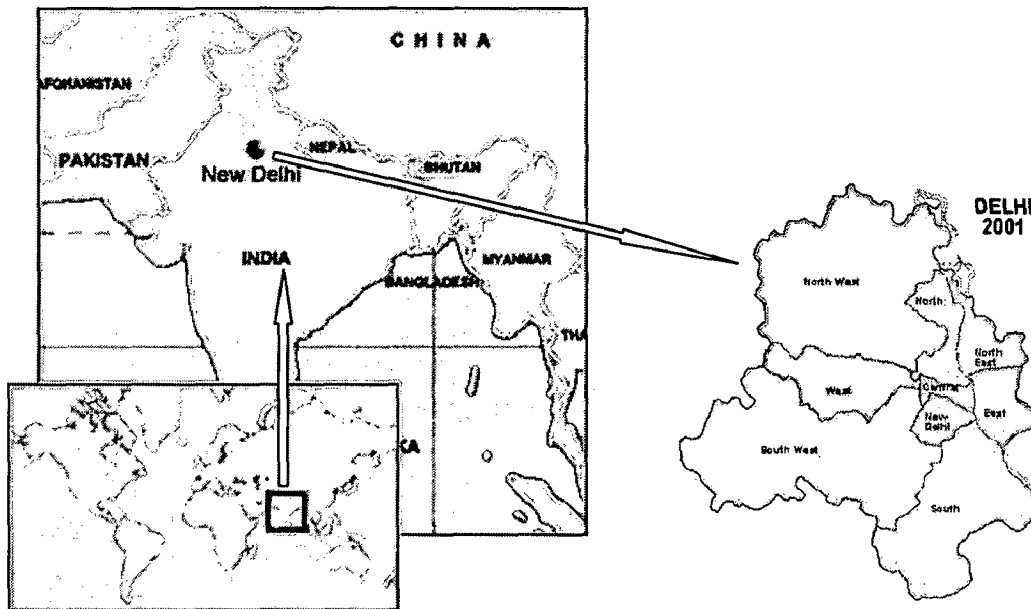 CHINA
AFGHANISTAN
PAKISTAN
NEPAL
BHUTAN
New Delhi
INDIA
MYANMAR
BANGLADESH
THA
KA
DELHI
2001
North West
North
North
East
West
Central
New
Delhi
East
South West
South